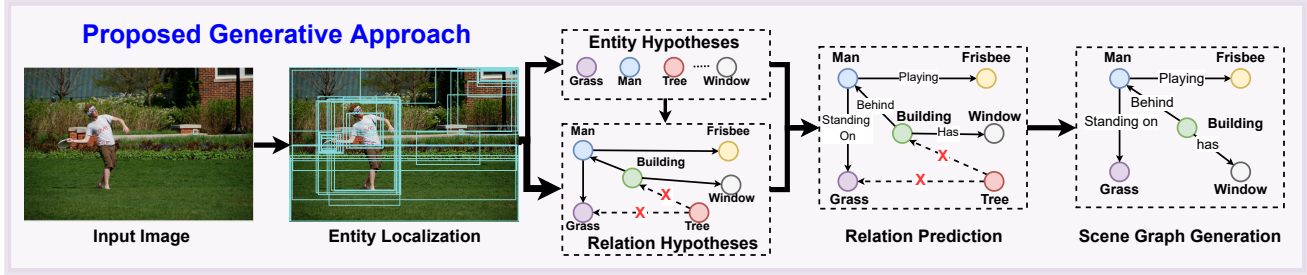 Proposed Generative Approach
Input Image
Entity Localization
Entity Hypotheses
Grass
Man
Tree
.....
Window
Man
Frisbee
Building
Window
X
X
Grass
Tree
Relation Hypotheses
Man
Frisbee
Playing
Behind
Building
Window
Standing
On
Has
X
X
Grass
Tree
Relation Prediction
Man
Frisbee
Playing
Behind
Standing on
Building
has
Grass
Window
Scene Graph Generation